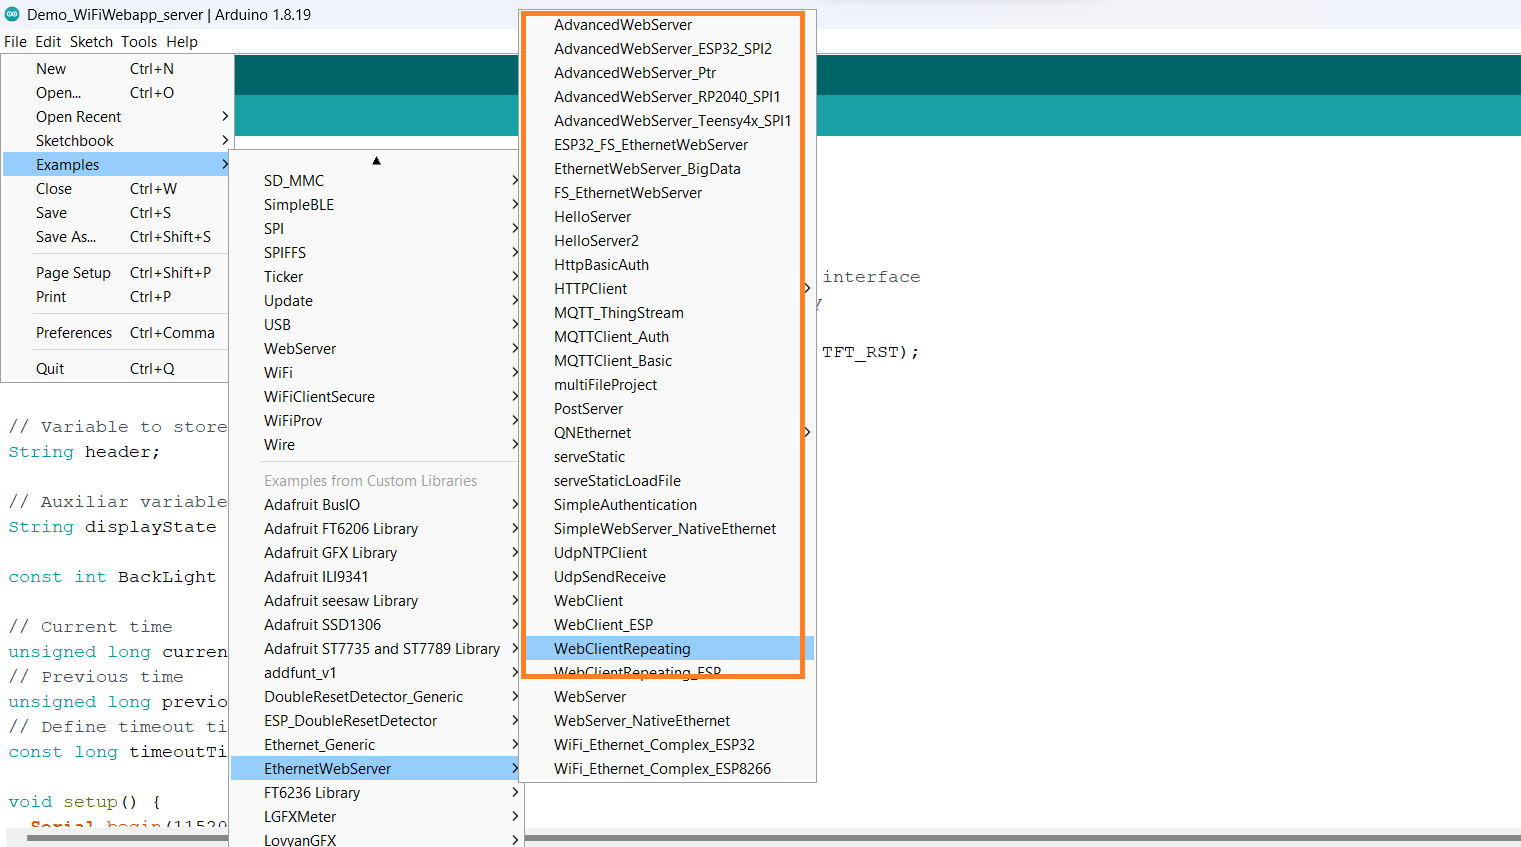 Demo_WiFiWebapp_server | Arduino 1.8.19
File Edit Sketch Tools Help
New Ctrl+N
Open... Ctrl+O
Open Recent
Sketchbook
Examples
Close Ctrl+W
Save Ctrl+S
Save As... Ctrl+Shift+S
Page Setup Ctrl+Shift+P
Print Ctrl+P
Preferences Ctrl+Comma
Quit Ctrl+Q
SD_MMC
SimpleBLE
SPI
SPIFFS
Ticker
Update
USB
WebServer
WiFi
WiFiClientSecure
WiFiProv
Wire
Examples from Custom Libraries
Adafruit BusIO
Adafruit FT6206 Library
Adafruit GFX Library
Adafruit ILI9341
Adafruit seesaw Library
Adafruit SSD1306
Adafruit ST7735 and ST7789 Library
addfunt_v1
DoubleResetDetector_Generic
ESP_DoubleResetDetector
Ethernet_Generic
EthernetWebServer
FT6236 Library
LGFXMeter
LovyanGFX
AdvancedWebServer
AdvancedWebServer_ESP32_SPI2
AdvancedWebServer_Ptr
AdvancedWebServer_RP2040_SPI1
AdvancedWebServer_Teensy4x_SPI1
ESP32_FS_EthernetWebServer
EthernetWebServer_BigData
FS_EthernetWebServer
HelloServer
HelloServer2
HttpBasicAuth
HTTPClient
MQTT_ThingStream
MQTTClient_Auth
MQTTClient_Basic
multiFileProject
PostServer
QNEthernet
serveStatic
serveStaticLoadFile
SimpleAuthentication
SimpleWebServer_NativeEthernet
UdpNTPClient
UdpSendReceive
WebClient
WebClient_ESP
WebClientRepeating
WebClientRepeating_ESP
WebServer
WebServer_NativeEthernet
WiFi_Ethernet_Complex_ESP32
WiFi_Ethernet_Complex_ESP8266
interface
y
TFT_RST);
// Variable to store
String header;
// Auxiliar variable
String displayState
const int BackLight
// Current time
unsigned long curren
// Previous time
unsigned long previo
// Define timeout ti
const long timeoutTi
void setup() {
Serial.begin(11520